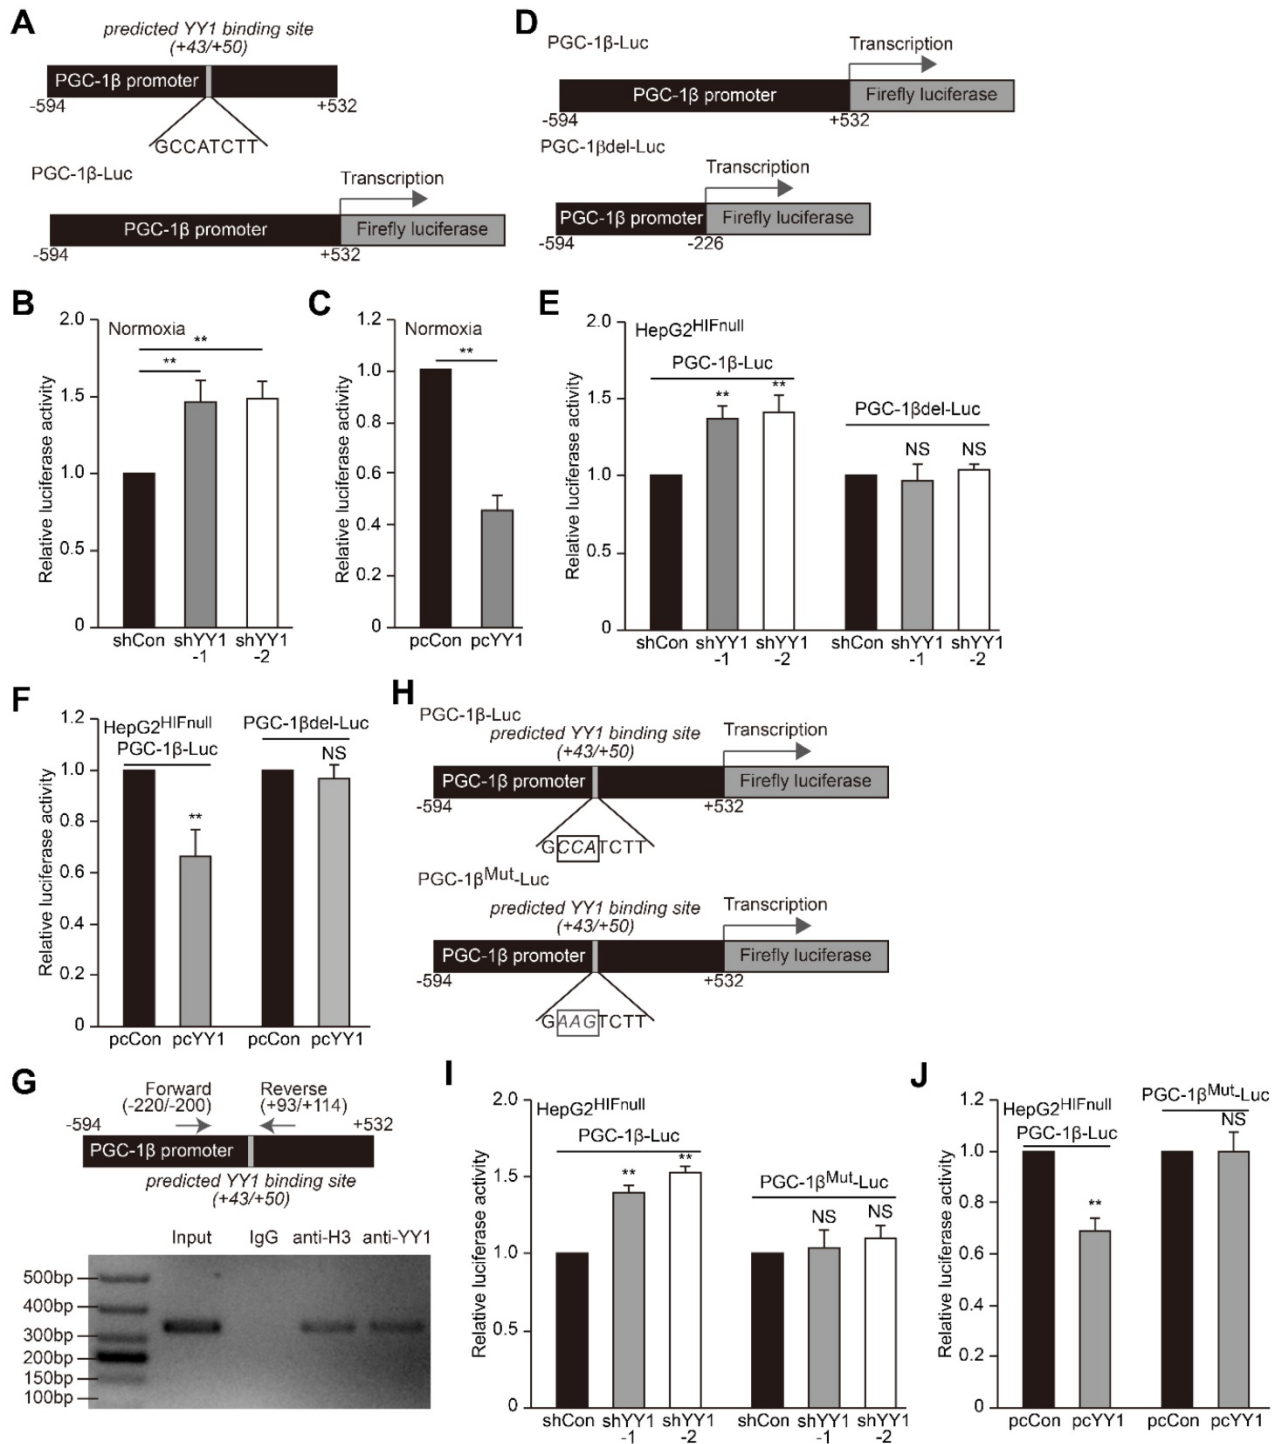 A
predicted YY1 binding site
(+43/+50)
PGC-1β promoter
-594
+532
GCCATCTT
PGC-1β-Luc
Transcription
PGC-1β promoter
Firefly luciferase
-594
+532
D
PGC-1β-Luc
Transcription
PGC-1β promoter
Firefly luciferase
-594
+532
PGC-1βdel-Luc
Transcription
PGC-1β promoter
Firefly luciferase
-594
-226
B
Relative luciferase activity
2.0
1.5
1.0
0.5
0
Normoxia
**
**
shCon
shYY1
-1
shYY1
-2
C
Relative luciferase activity
1.2
1.0
0.8
0.6
0.4
0.2
0
Normoxia
**
pcCon
pcYY1
E
Relative luciferase activity
2.0
1.5
1.0
0.5
0
HepG2HIFnull
PGC-1β-Luc
**
**
PGC-1βdel-Luc
NS
NS
shCon
shYY1
-1
shYY1
-2
shCon
shYY1
-1
shYY1
-2
F
Relative luciferase activity
1.2
1.0
0.8
0.6
0.4
0.2
0
HepG2HIFnull
PGC-1β-Luc
**
PGC-1βdel-Luc
NS
pcCon
pcYY1
pcCon
pcYY1
H
PGC-1β-Luc
predicted YY1 binding site
(+43/+50)
Transcription
PGC-1β promoter
Firefly luciferase
-594
+532
GCCATCTT
PGC-1βMut-Luc
predicted YY1 binding site
(+43/+50)
Transcription
PGC-1β promoter
Firefly luciferase
-594
+532
GAAGTCTT
G
Forward
(-220/-200)
Reverse
(+93/+114)
-594
+532
PGC-1β promoter
predicted YY1 binding site
(+43/+50)
Input
IgG
anti-H3
anti-YY1
500bp
400bp
300bp
200bp
150bp
100bp
I
Relative luciferase activity
2.0
1.5
1.0
0.5
0
HepG2HIFnull
PGC-1β-Luc
**
**
PGC-1βMut-Luc
NS
NS
shCon
shYY1
-1
shYY1
-2
shCon
shYY1
-1
shYY1
-2
J
Relative luciferase activity
1.2
1.0
0.8
0.6
0.4
0.2
0
HepG2HIFnull
PGC-1β-Luc
**
PGC-1βMut-Luc
NS
pcCon
pcYY1
pcCon
pcYY1